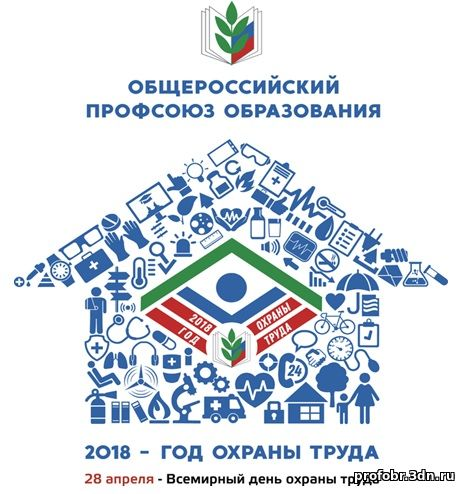 ОБЩЕРОССИЙСКИЙ
ПРОФСОЮЗ ОБРАЗОВАНИЯ
2018
ГОД
ОХРАНЫ
ТРУДА
24
2018 - ГОД ОХРАНЫ ТРУДА
28 апреля - Всемирный день охраны труда
profobr.3dn.ru